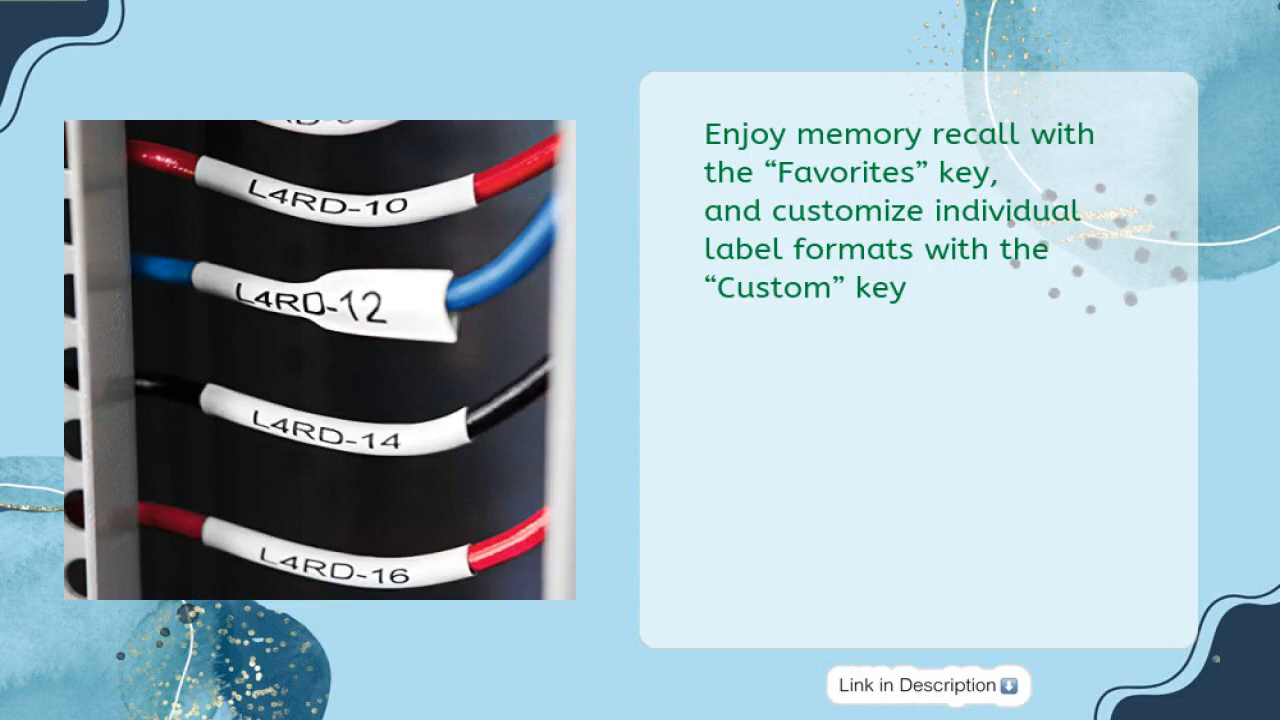 L4RD-10
L4RD-12
L4RD-14
L4RD-16
Enjoy memory recall with
the “Favorites” key,
and customize individual
label formats with the
“Custom” key
Link in Description ⬇️